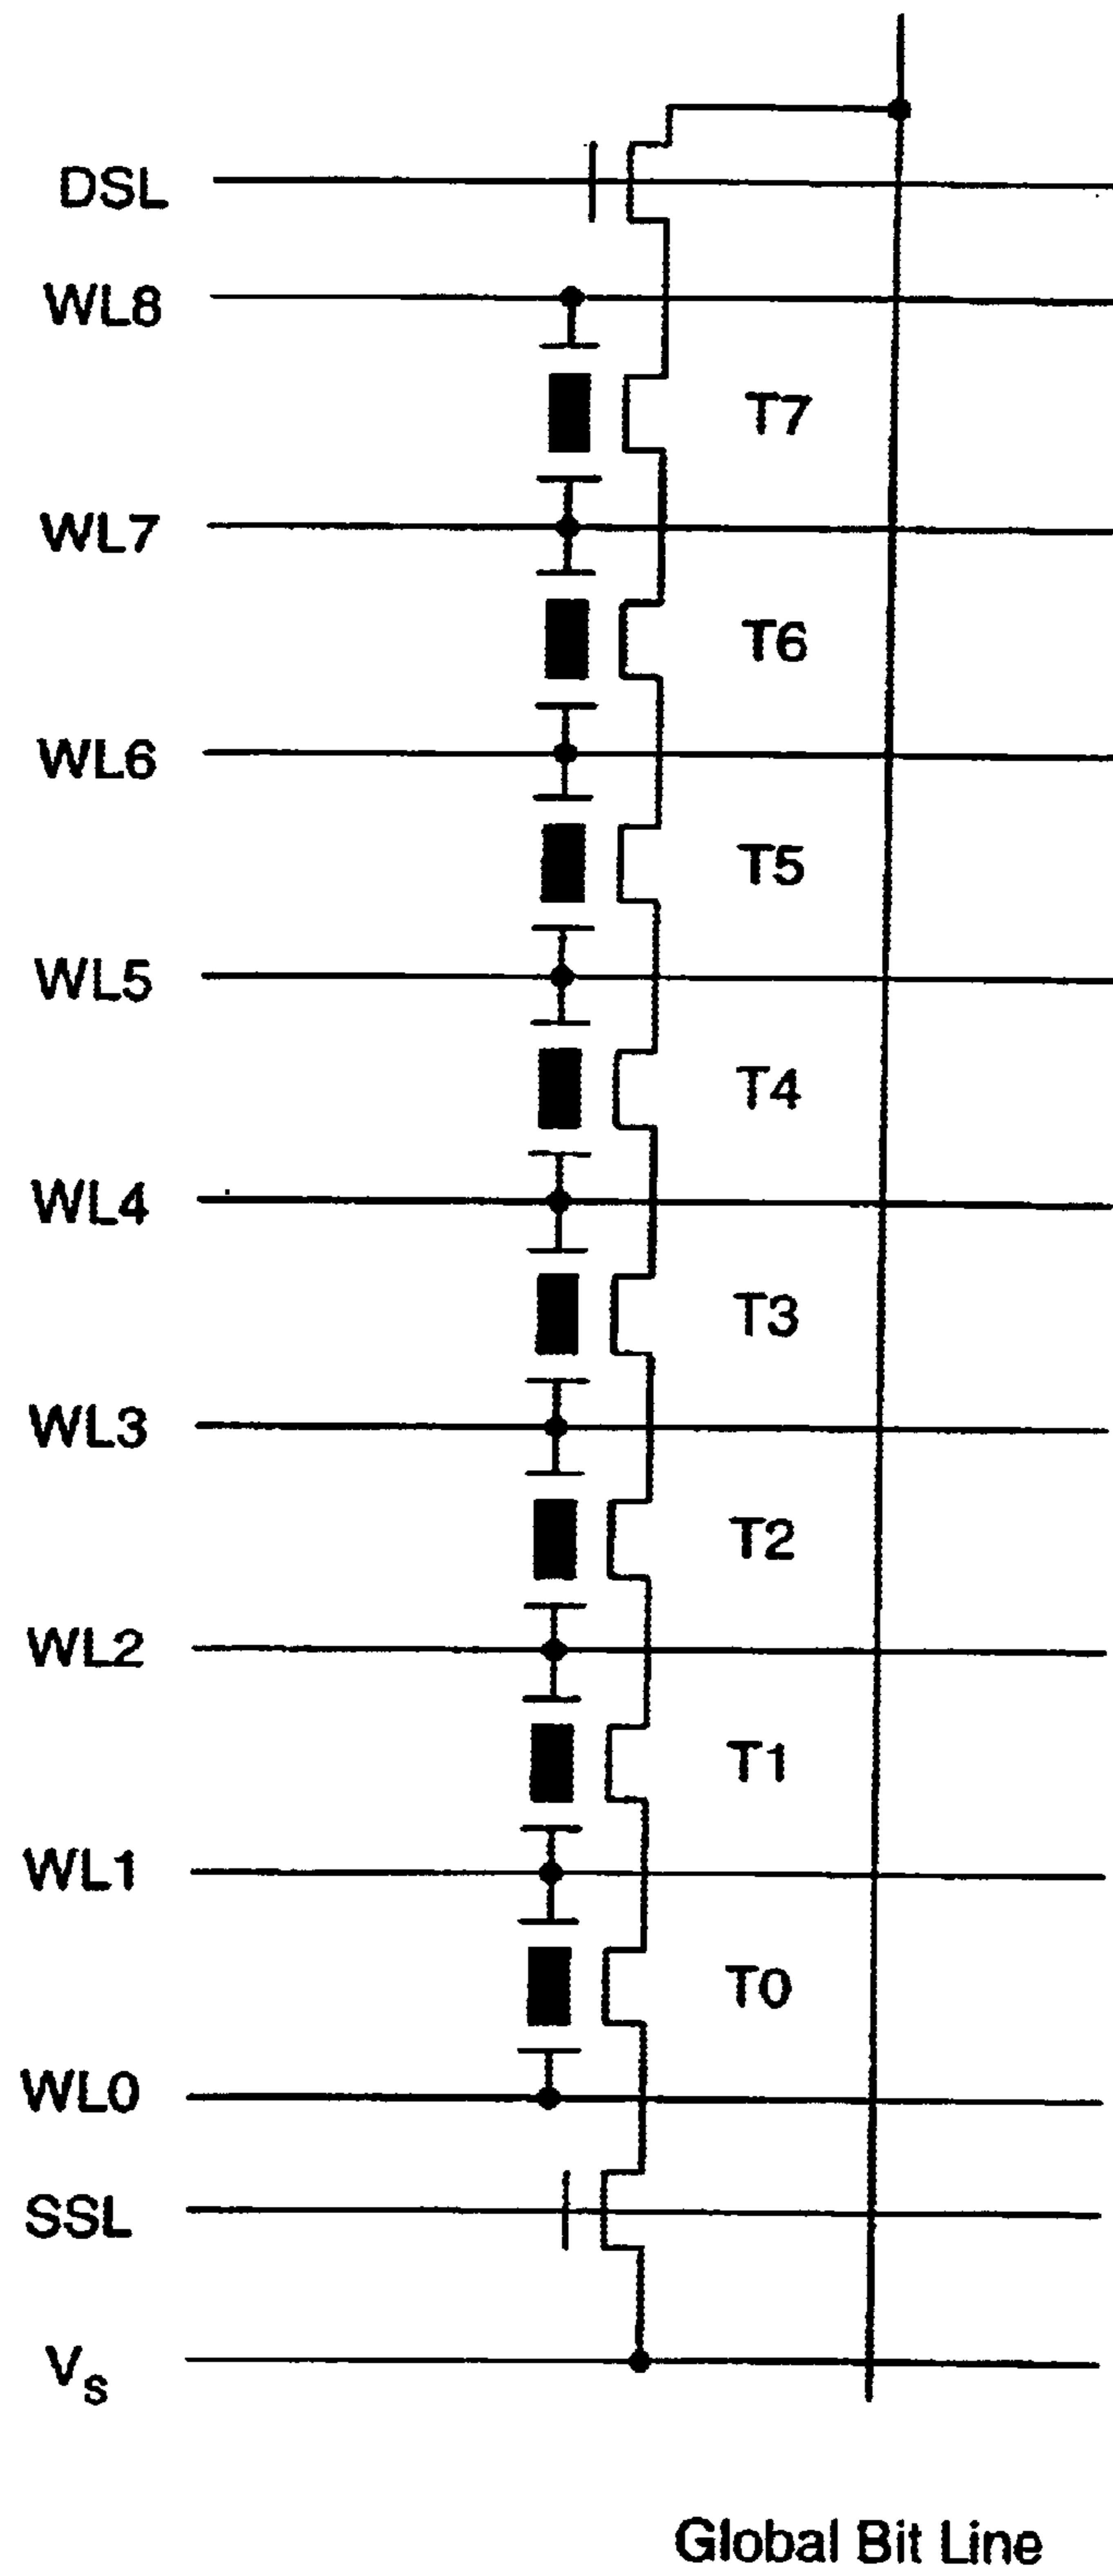 DSL
WL8
T7
WL7
T6
WL6
T5
WL5
T4
WL4
T3
WL3
T2
WL2
T1
WL1
T0
WL0
SSL
Vs
Global Bit Line